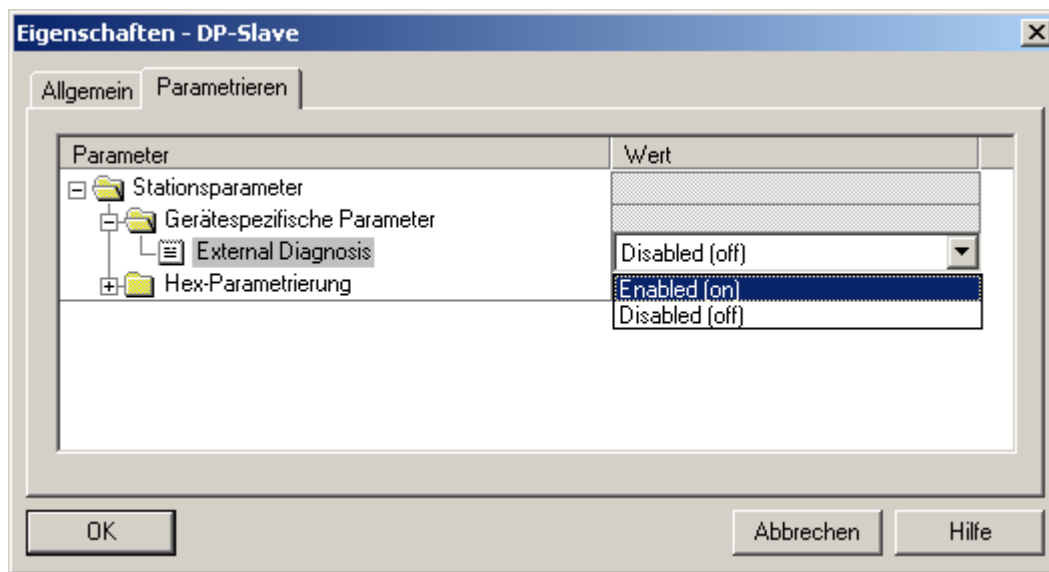 Eigenschaften - DP-Slave
Allgemein Parametrieren
Parameter Wert
Stationsparameter
Gerätespezifische Parameter
External Diagnosis Disabled (off)
Hex-Parametrierung Enabled (on)
Disabled (off)
OK Abbrechen Hilfe